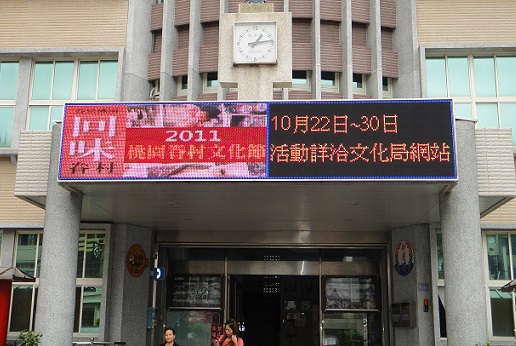 回味
眷村
2011
桃園眷村文化節
10月22日~30日
活動詳洽文化局網站